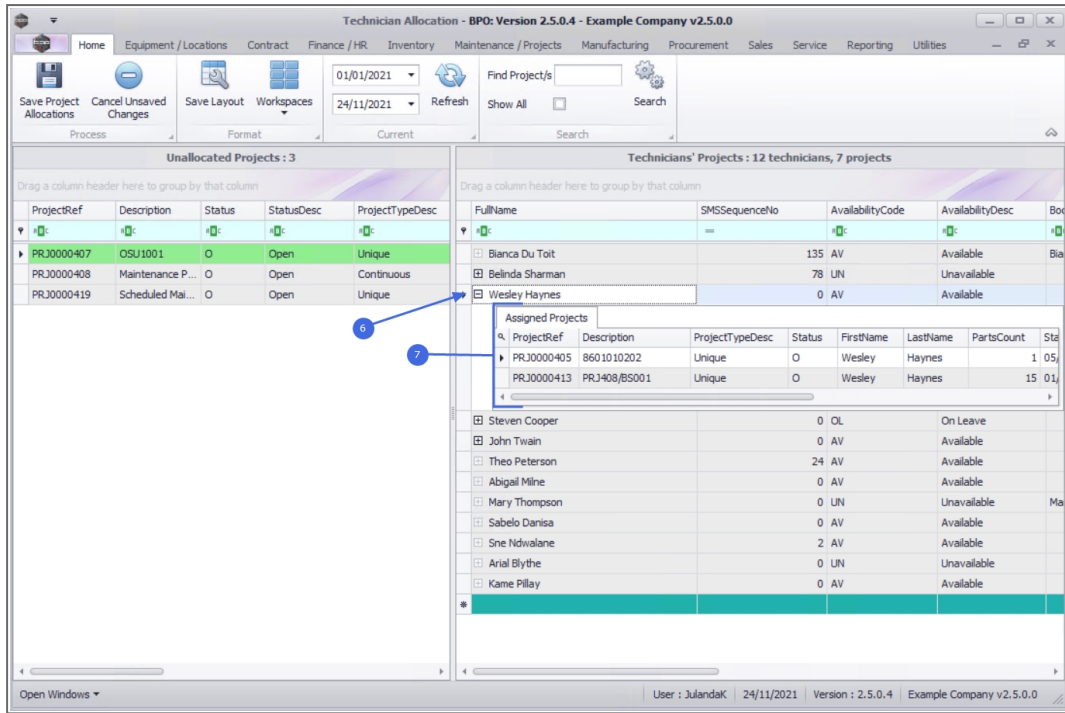 Technician Allocation - BPO: Version 2.5.0.4 - Example Company v2.5.0.0
Home Equipment / Locations Contract Finance / HR Inventory Maintenance / Projects Manufacturing Procurement Sales Service Reporting Utilities
Save Project Allocations
Cancel Unsaved Changes
Process
Save Layout
Workspaces
Format
01/01/2021
24/11/2021
Refresh
Current
Find Project/s
Show All
Search
Search
Unallocated Projects : 3
Drag a column header here to group by that column
ProjectRef Description Status StatusDesc ProjectTypeDesc
PRJ0000407 OSU1001 O Open Unique
PRJ0000408 Maintenance P... O Open Continuous
PRJ0000419 Scheduled Mai... O Open Unique
Technicians' Projects : 12 technicians, 7 projects
Drag a column header here to group by that column
FullName SMSSequenceNo AvailabilityCode AvailabilityDesc Boo
Bianca Du Toit 135 AV Available Bia
Belinda Sharman 78 UN Unavailable
6
Wesley Haynes 0 AV Available
Assigned Projects
ProjectRef Description ProjectTypeDesc Status FirstName LastName PartsCount Sta
7
PRJ0000405 8601010202 Unique O Wesley Haynes 1 05/
PRJ0000413 PRJ408/BS001 Unique O Wesley Haynes 15 01/
Steven Cooper 0 OL On Leave
John Twain 0 AV Available
Theo Peterson 24 AV Available
Abigail Milne 0 AV Available
Mary Thompson 0 UN Unavailable Ma
Sabelo Danisa 0 AV Available
Sne Ndwalane 2 AV Available
Arial Blythe 0 UN Unavailable
Kame Pillay 0 AV Available
Open Windows User : JulandaK 24/11/2021 Version : 2.5.0.4 Example Company v2.5.0.0